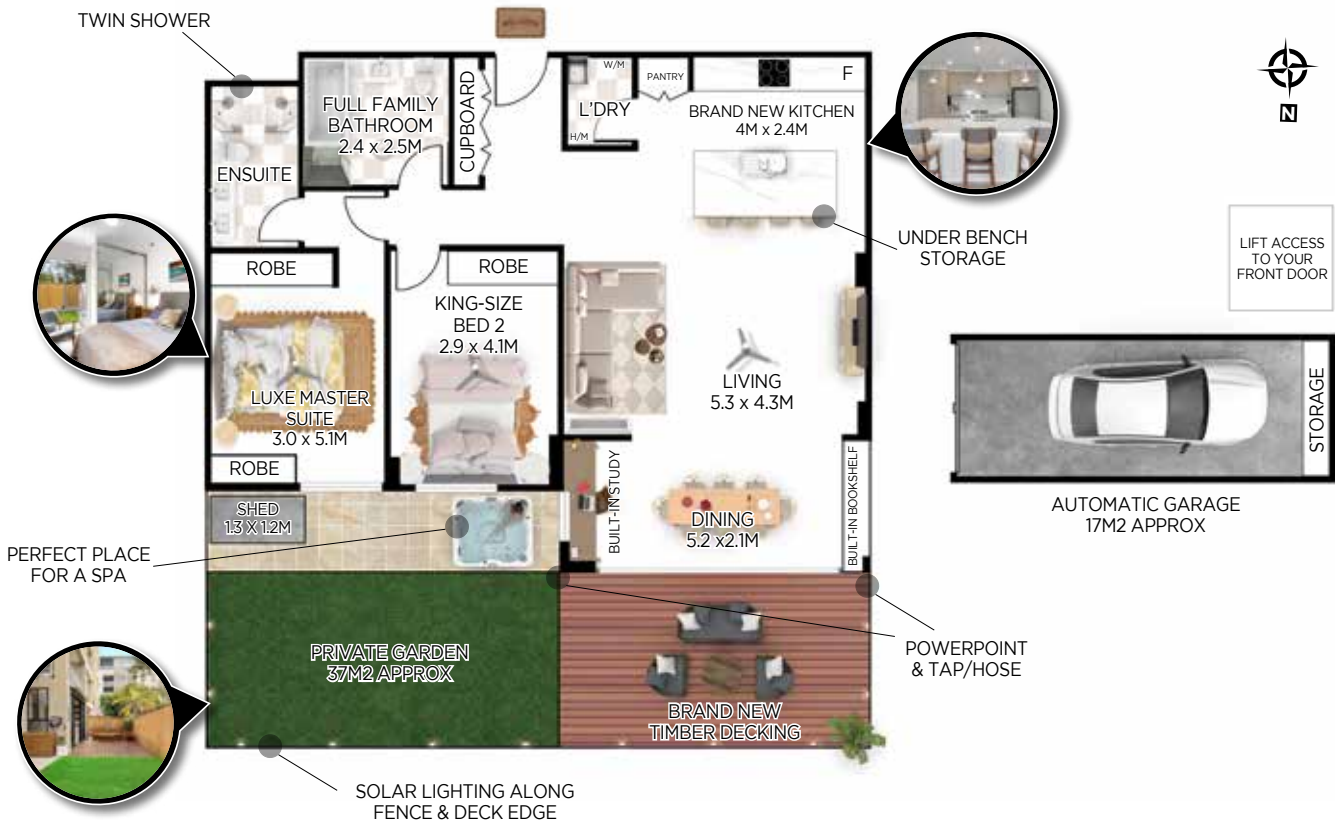 TWIN SHOWER
FULL FAMILY
BATHROOM
2.4 x 2.5M
CUPBOARD
W/M
L'DRY
H/M
PANTRY
F
BRAND NEW KITCHEN
4M x 2.4M
N
ENSUITE
UNDER BENCH
STORAGE
LIFT ACCESS
TO YOUR
FRONT DOOR
ROBE
ROBE
KING-SIZE
BED 2
2.9 x 4.1M
LUXE MASTER
SUITE
3.0 x 5.1M
ROBE
LIVING
5.3 x 4.3M
STORAGE
AUTOMATIC GARAGE
17M2 APPROX
SHED
1.3 X 1.2M
BUILT-IN STUDY
DINING
5.2 x2.1M
BUILT-IN BOOKSHELF
PERFECT PLACE
FOR A SPA
POWERPOINT
& TAP/HOSE
PRIVATE GARDEN
37M2 APPROX
BRAND NEW
TIMBER DECKING
SOLAR LIGHTING ALONG
FENCE & DECK EDGE